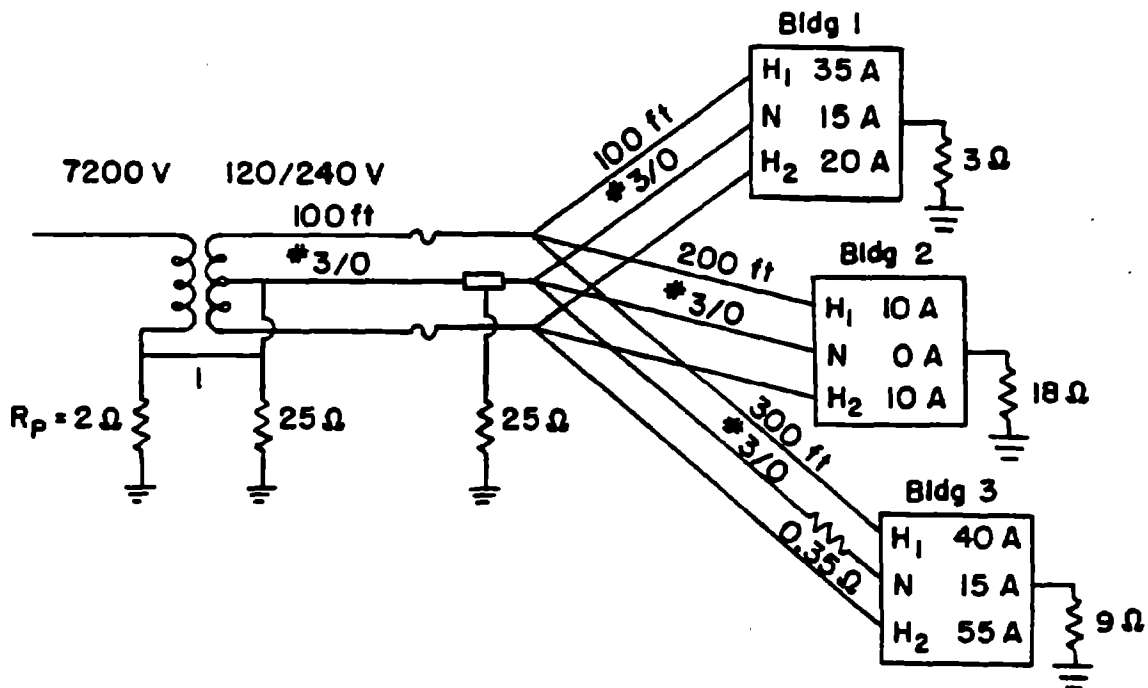 Bldg 1
H1 35 A
N 15 A
H2 20 A
3 Ω
100 ft
#3/0
7200 V 120/240 V
100 ft
#3/0
Bldg 2
200 ft
#3/0
H1 10 A
N 0 A
H2 10 A
18 Ω
1
Rp = 2 Ω
25 Ω
25 Ω
300 ft
#3/0
0.35 Ω
Bldg 3
H1 40 A
N 15 A
H2 55 A
9 Ω